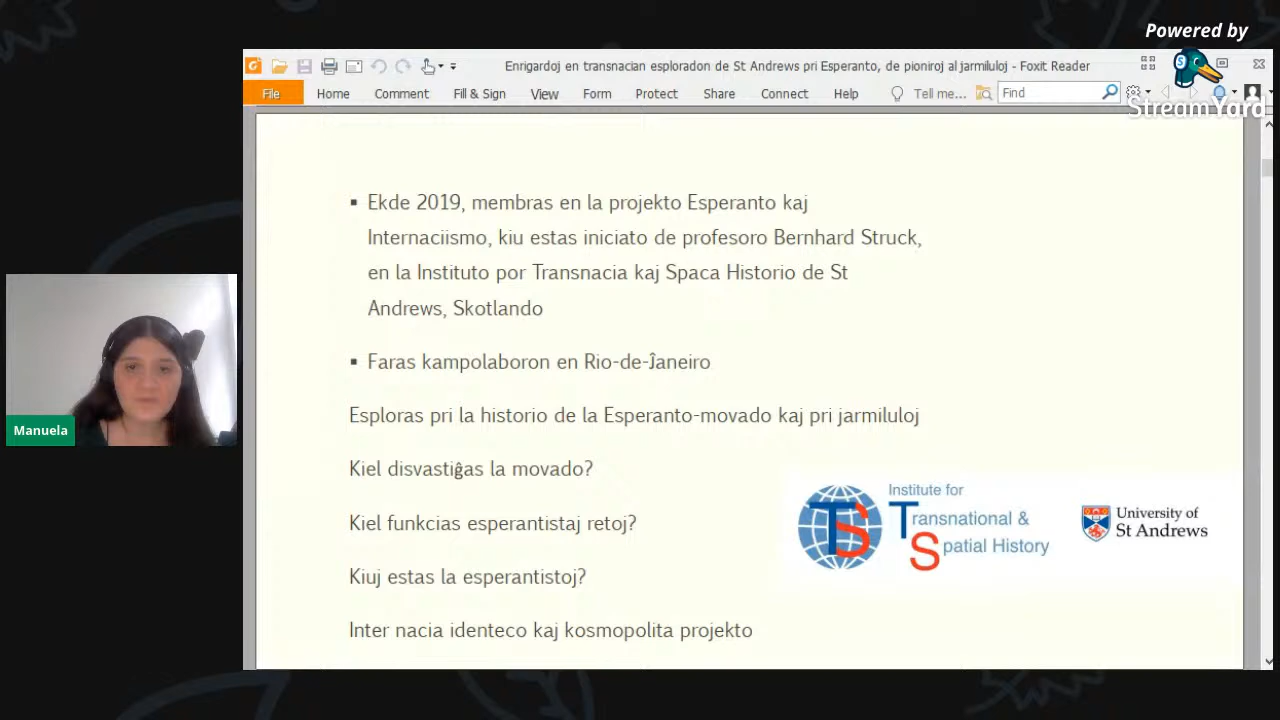 Powered by
StreamYard
Enrigardoj en transnacian esploradon de St Andrews pri Esperanto, de pioniroj al jarmiluloj - Foxit Reader
File Home Comment Fill & Sign View Form Protect Share Connect Help Tell me... Find
▪ Ekde 2019, membras en la projekto Esperanto kaj
Internaciismo, kiu estas iniciato de profesoro Bernhard Struck,
en la Instituto por Transnacia kaj Spaca Historio de St
Andrews, Skotlando
▪ Faras kampolaboron en Rio-de-Ĵaneiro
Esploras pri la historio de la Esperanto-movado kaj pri jarmiluloj
Kiel disvastiĝas la movado?
Kiel funkcias esperantistaj retoj?
Kiuj estas la esperantistoj?
Inter nacia identeco kaj kosmopolita projekto
TS
Institute for
Transnational &
Spatial History
University of
St Andrews
Manuela